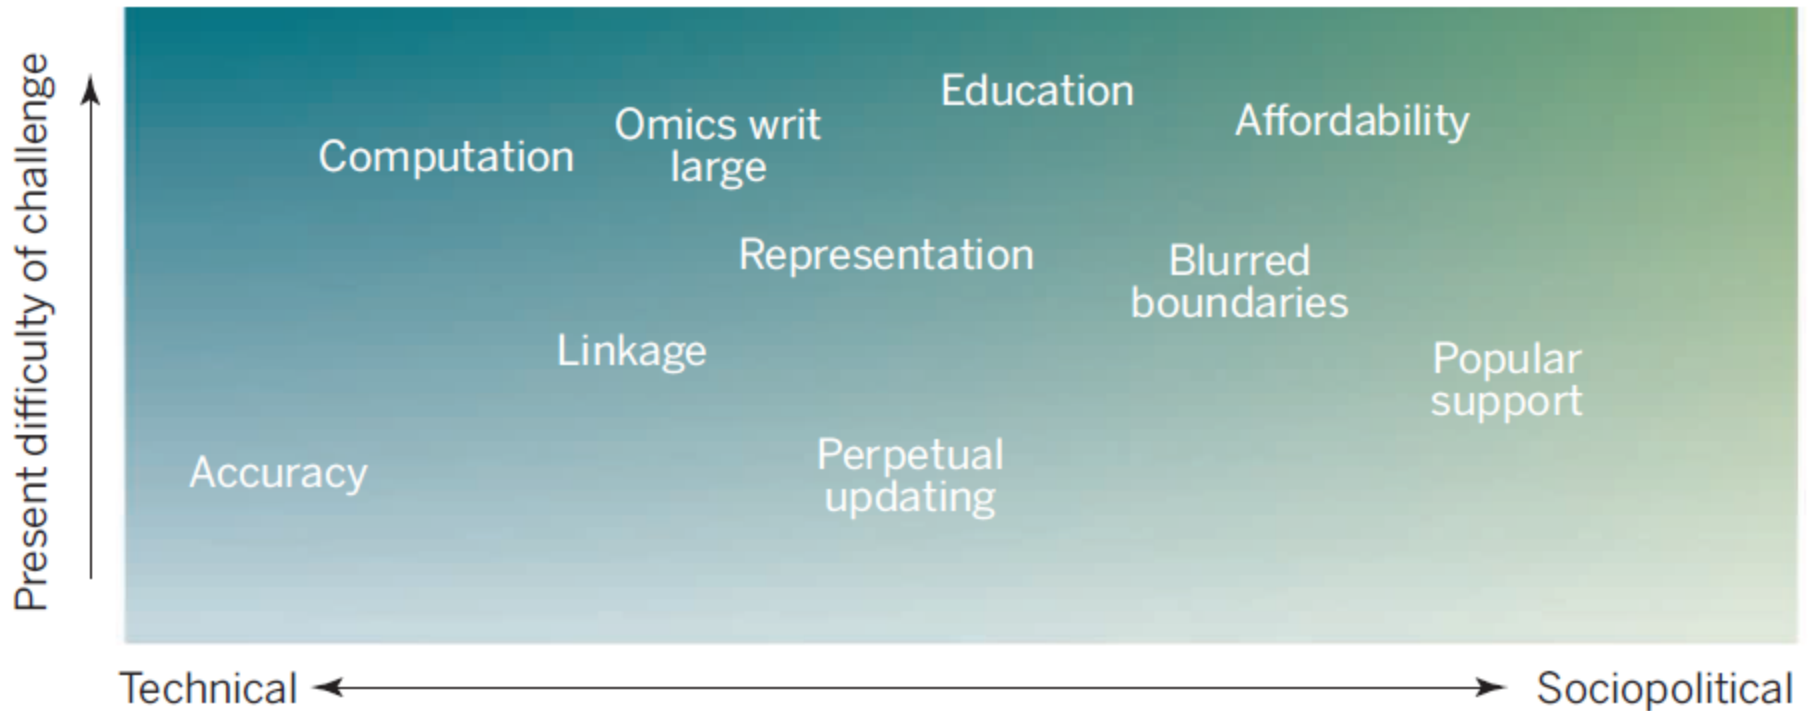 Present difficulty of challenge
Education
Omics writ
large
Affordability
Computation
Representation
Blurred
boundaries
Linkage
Popular
support
Perpetual
updating
Accuracy
Technical
Sociopolitical